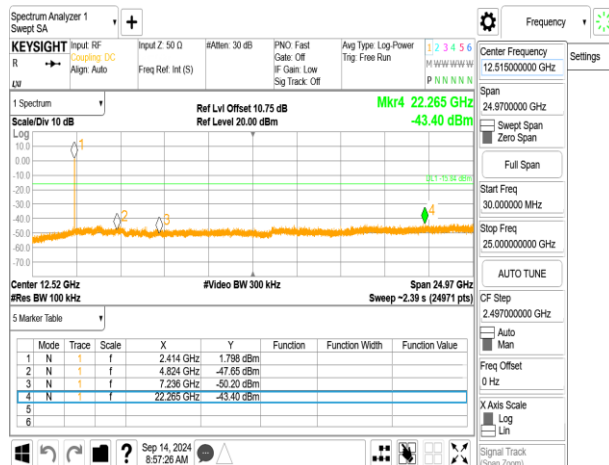 Spectrum Analyzer 1
Swept SA
Frequency
KEYSIGHT
R
Input: RF
Coupling: DC
Align: Auto
Input Z: 50 Ω
Freq Ref: Int (S)
#Atten: 30 dB
PNO: Fast
Gate: Off
IF Gain: Low
Sig Track: Off
Avg Type: Log-Power
Trig: Free Run
1 2 3 4 5 6
M W W W W W
P N N N N N
1 Spectrum
Scale/Div 10 dB
Ref Lvl Offset 10.75 dB
Ref Level 20.00 dBm
Mkr4 22.265 GHz
-43.40 dBm
Log
10.0
0.00
-10.0
-20.0
-30.0
-40.0
-50.0
-60.0
-70.0
1
2
3
4
Center 12.52 GHz
#Res BW 100 kHz
#Video BW 300 kHz
Span 24.97 GHz
Sweep ~2.39 s (24971 pts)
5 Marker Table
Mode Trace Scale X Y Function Function Width Function Value
1 N 1 f 2.414 GHz 1.798 dBm
2 N 1 f 4.824 GHz -47.65 dBm
3 N 1 f 7.236 GHz -50.20 dBm
4 N 1 f 22.265 GHz -43.40 dBm
5
6
Sep 14, 2024
8:57:26 AM
Center Frequency
12.515000000 GHz
Settings
Span
24.9700000 GHz
Swept Span
Zero Span
Full Span
Start Freq
30.000000 MHz
Stop Freq
25.000000000 GHz
AUTO TUNE
CF Step
2.497000000 GHz
Auto
Man
Freq Offset
0 Hz
X Axis Scale
Log
Lin
Signal Track
(Span Zoom)